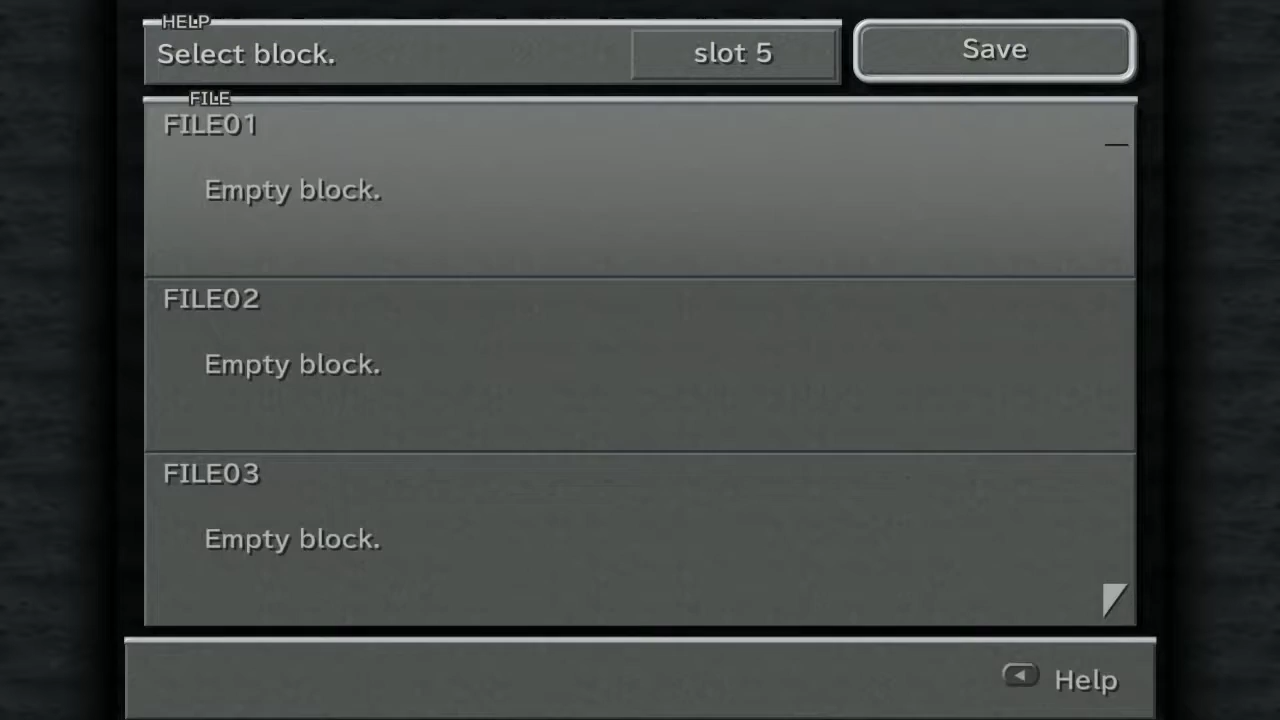 HELP
Select block.
slot 5
Save
FILE
FILE01
Empty block.
FILE02
Empty block.
FILE03
Empty block.
Help